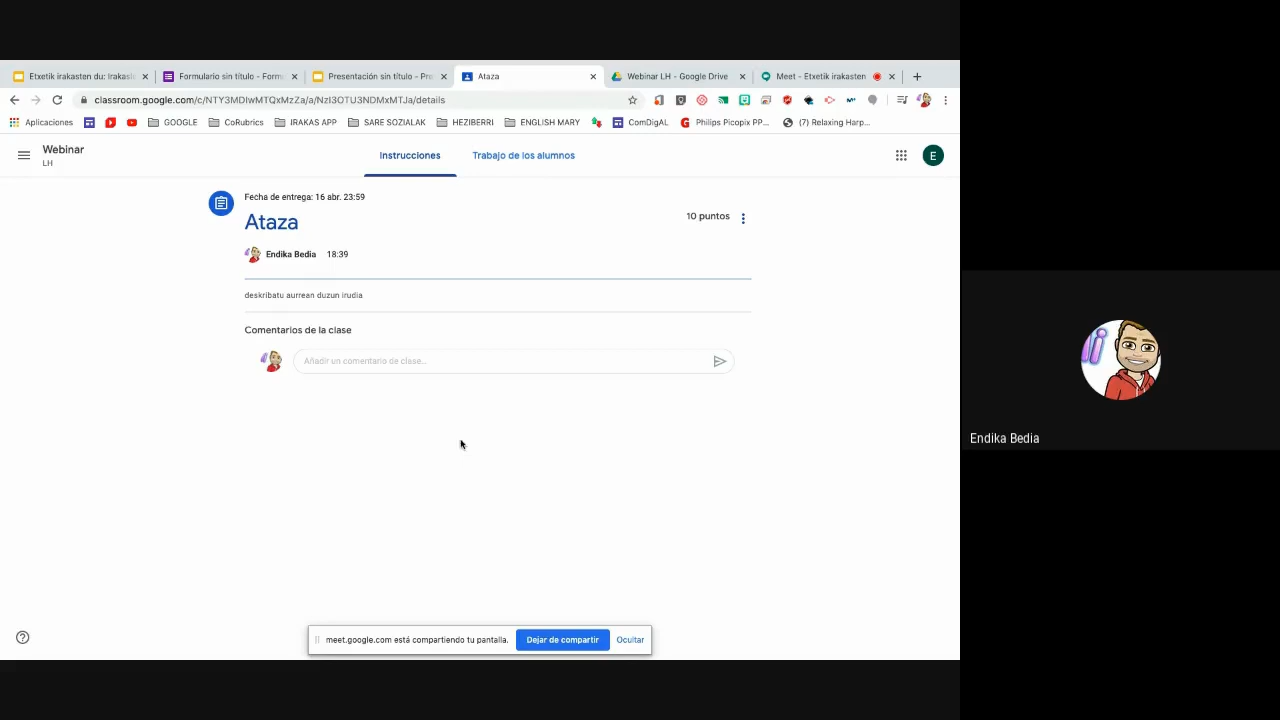 Etxetik irakasten du: Irakasle
Formulario sin título - Form
Presentación sin título - Pre
Ataza
Webinar LH - Google Drive
Meet - Etxetik irakasten
classroom.google.com/c/NTY3MDIwMTQxMzZa/a/NzI3OTU3NDMxMTJa/details
Aplicaciones
GOOGLE
CoRubrics
IRAKAS APP
SARE SOZIALAK
HEZIBERRI
ENGLISH MARY
ComDigAL
Philips Picopix PP...
(7) Relaxing Harp...
Webinar
LH
Instrucciones
Trabajo de los alumnos
E
Fecha de entrega: 16 abr. 23:59
Ataza
10 puntos
Endika Bedia 18:39
deskribatu aurrean duzun irudia
Comentarios de la clase
Añadir un comentario de clase...
Endika Bedia
meet.google.com está compartiendo tu pantalla.
Dejar de compartir
Ocultar